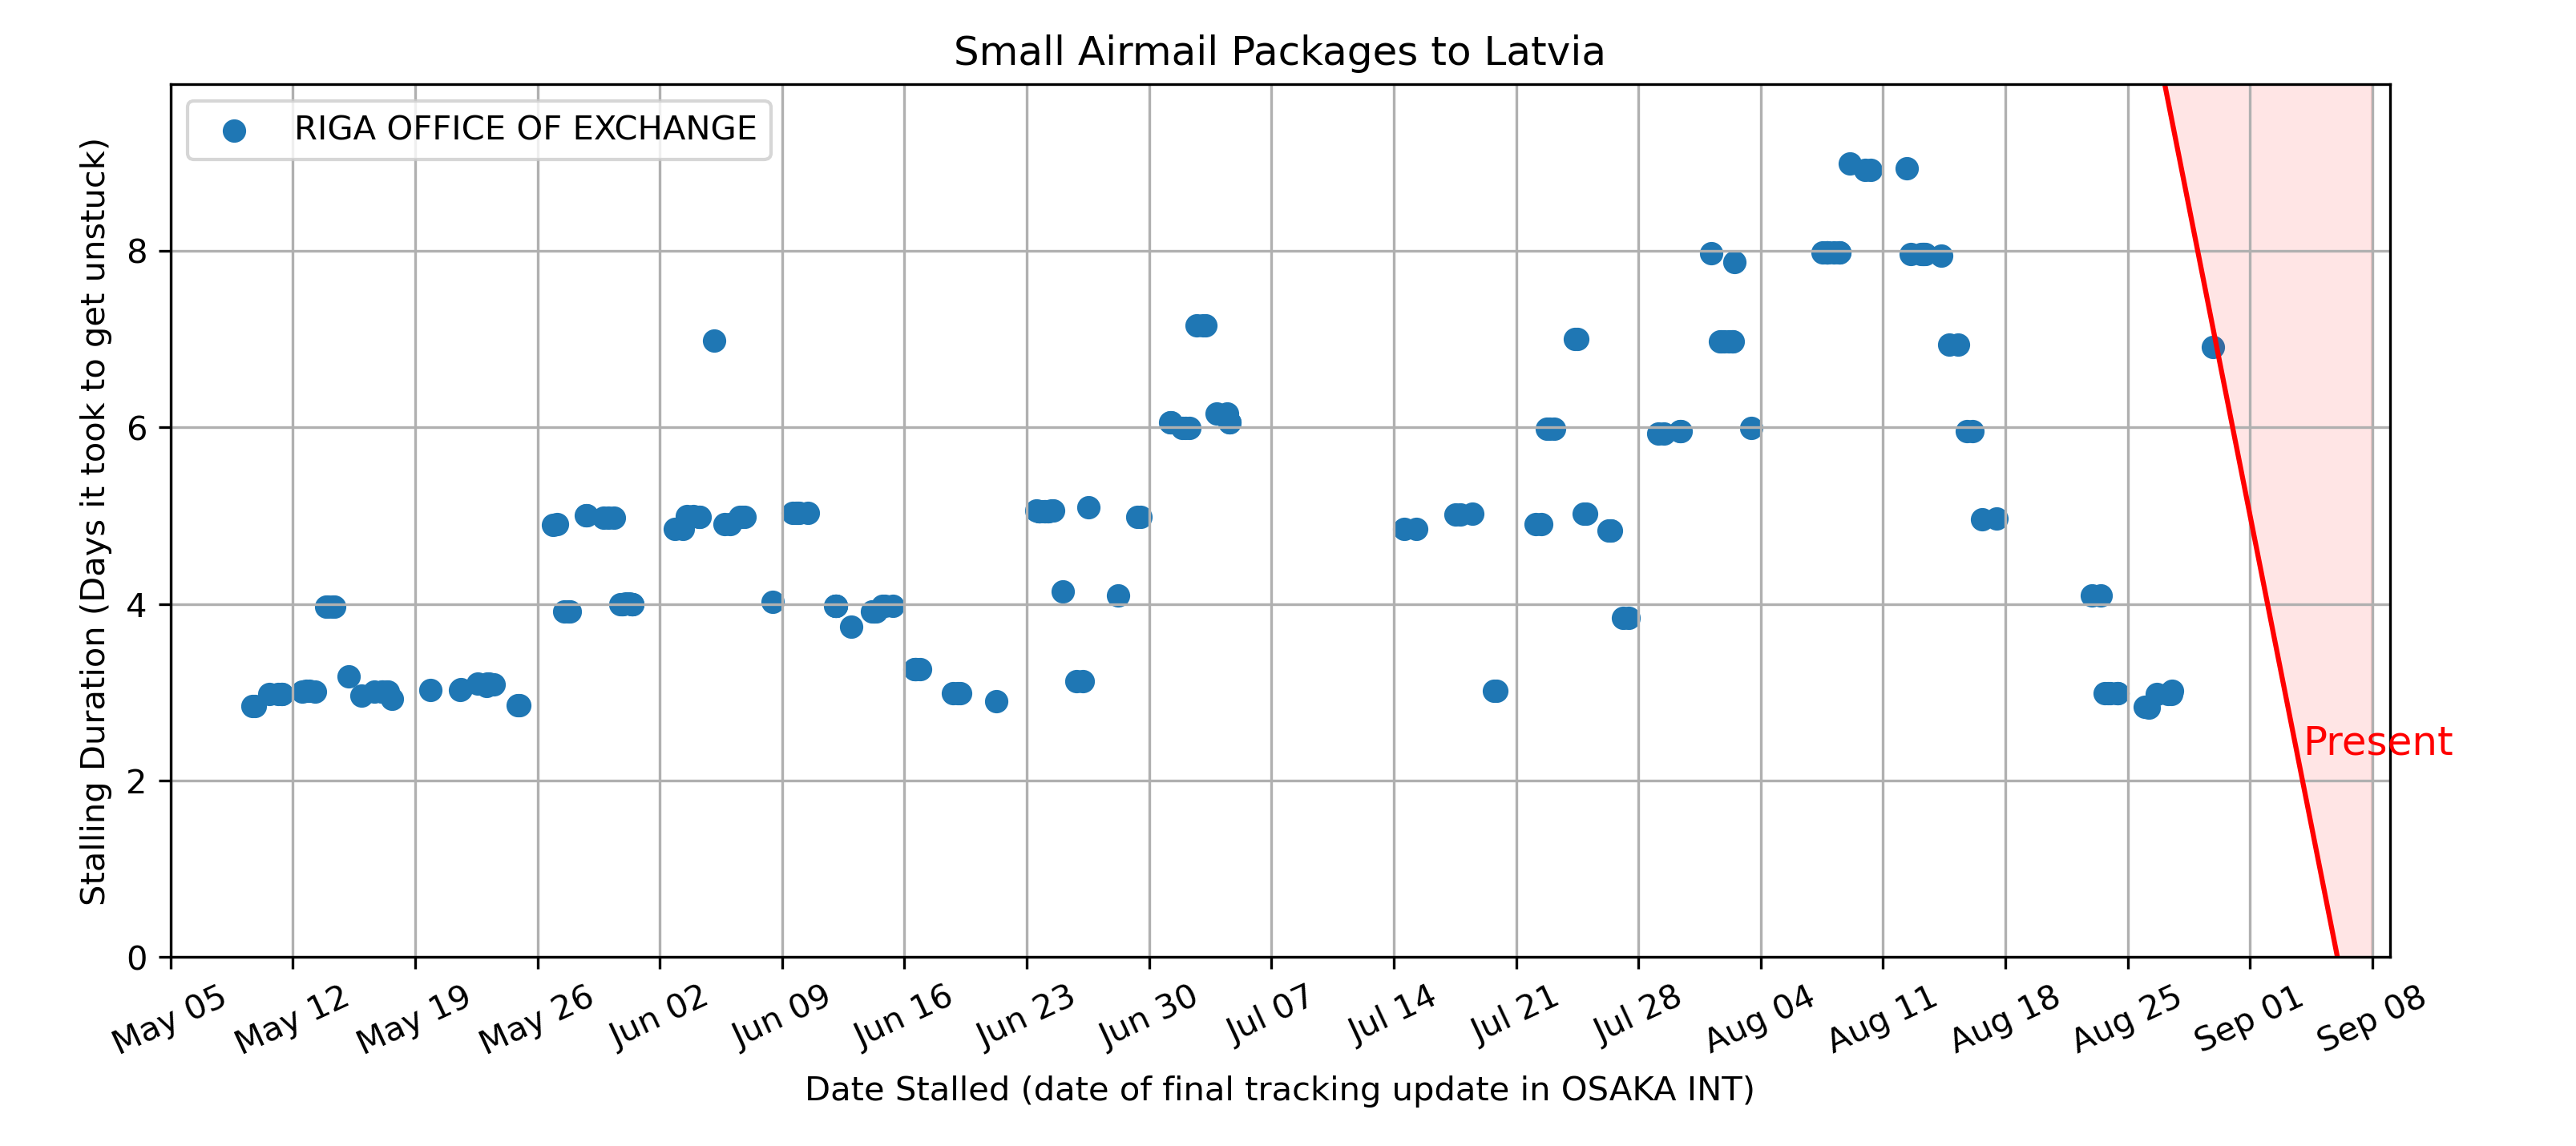 Small Airmail Packages to Latvia
RIGA OFFICE OF EXCHANGE
Stalling Duration (Days it took to get unstuck)
8
6
4
2
0
Present
May 05
May 12
May 19
May 26
Jun 02
Jun 09
Jun 16
Jun 23
Jun 30
Jul 07
Jul 14
Jul 21
Jul 28
Aug 04
Aug 11
Aug 18
Aug 25
Sep 01
Sep 08
Date Stalled (date of final tracking update in OSAKA INT)